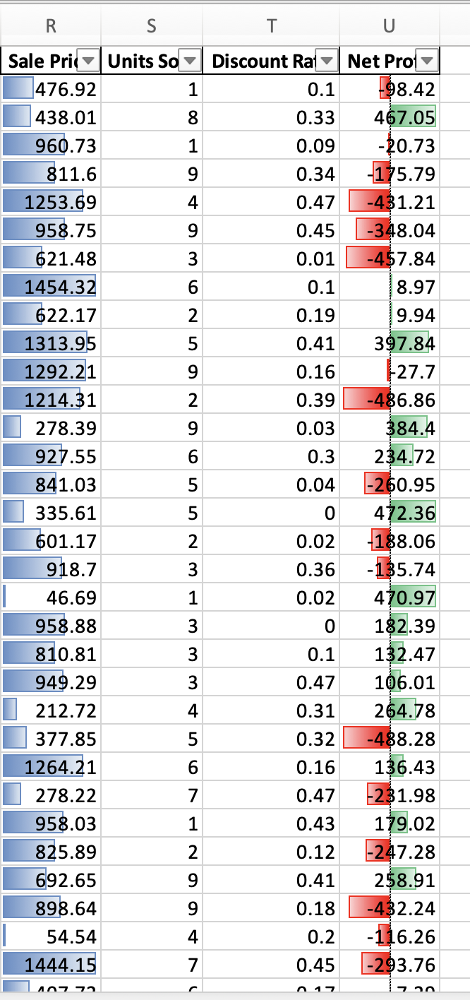 R S T U
Sale Pri Units So Discount Ra Net Pro
476.92 1 0.1 -98.42
438.01 8 0.33 467.05
960.73 1 0.09 -20.73
811.6 9 0.34 -175.79
1253.69 4 0.47 -431.21
958.75 9 0.45 -348.04
621.48 3 0.01 -457.84
1454.32 6 0.1 8.97
622.17 2 0.19 9.94
1313.95 5 0.41 397.84
1292.21 9 0.16 -27.7
1214.31 2 0.39 -486.86
278.39 9 0.03 384.4
927.55 6 0.3 234.72
841.03 5 0.04 -260.95
335.61 5 0 472.36
601.17 2 0.02 -188.06
918.7 3 0.36 -135.74
46.69 1 0.02 470.97
958.88 3 0 182.39
810.81 3 0.1 132.47
949.29 3 0.47 106.01
212.72 4 0.31 264.78
377.85 5 0.32 -488.28
1264.21 6 0.16 136.43
278.22 7 0.47 -231.98
958.03 1 0.43 179.02
825.89 2 0.12 -247.28
692.65 9 0.41 258.91
898.64 9 0.18 -432.24
54.54 4 0.2 -116.26
1444.15 7 0.45 -293.76